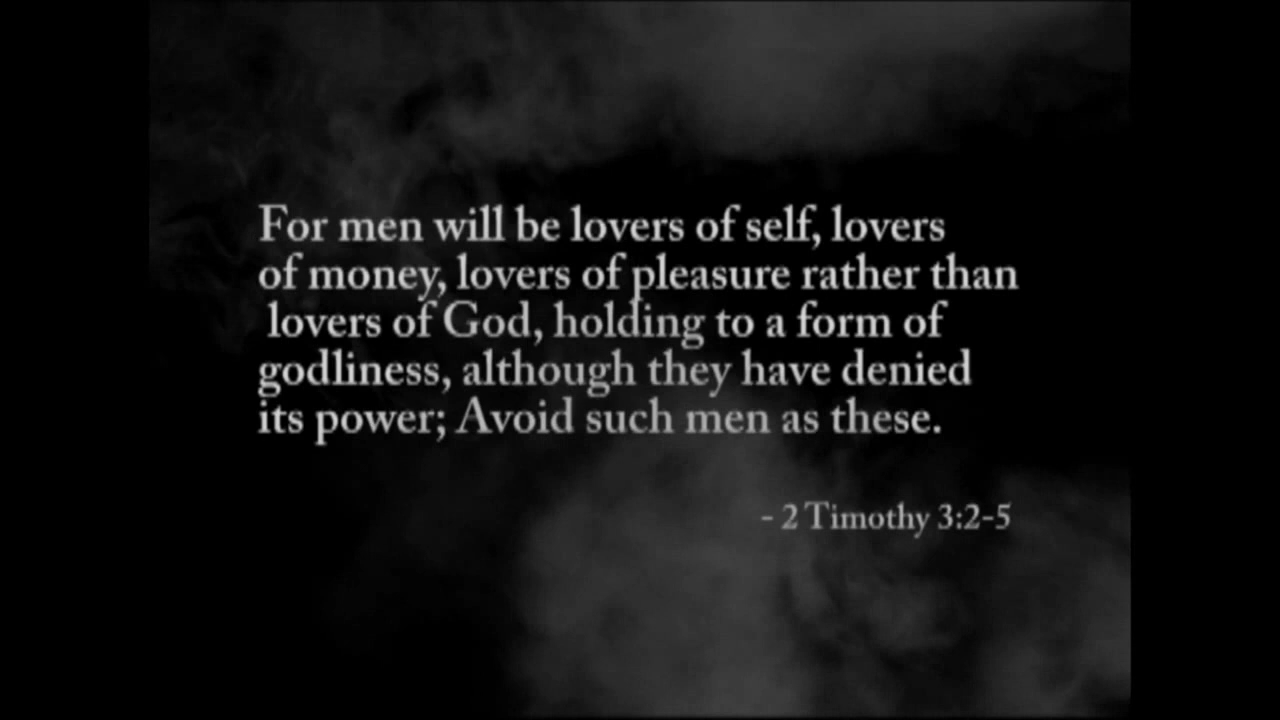 For men will be lovers of self, lovers
of money, lovers of pleasure rather than
lovers of God, holding to a form of
godliness, although they have denied
its power; Avoid such men as these.
- 2 Timothy 3:2-5